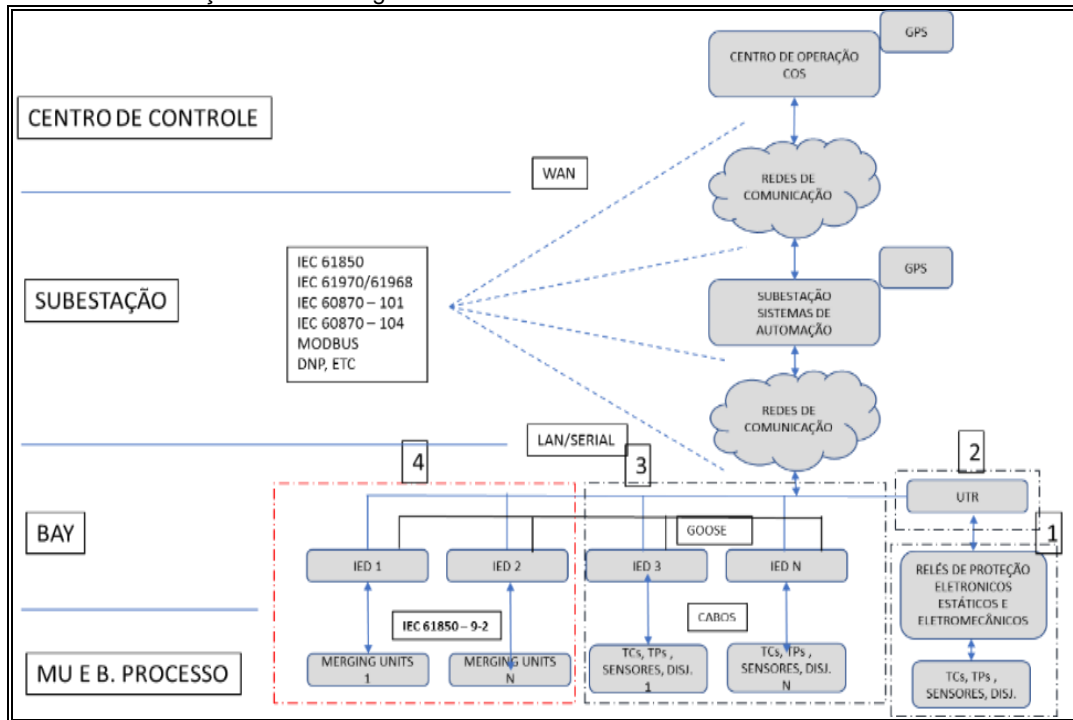 GPS
CENTRO DE OPERAÇÃO
COS
CENTRO DE CONTROLE
WAN
REDES DE
COMUNICAÇÃO
IEC 61850
IEC 61970/61968
IEC 60870 – 101
IEC 60870 – 104
MODBUS
DNP, ETC
SUBESTAÇÃO
GPS
SUBESTAÇÃO
SISTEMAS DE
AUTOMAÇÃO
REDES DE
COMUNICAÇÃO
LAN/SERIAL
4
3
2
UTR
1
BAY
GOOSE
IED 1
IED 2
IED 3
IED N
RELÉS DE PROTEÇÃO
ELETRONICOS
ESTÁTICOS E
ELETROMECÂNICOS
IEC 61850 – 9-2
CABOS
MU E B. PROCESSO
MERGING UNITS
1
MERGING UNITS
N
TCs, TPs ,
SENSORES, DISJ.
1
TCs, TPs ,
SENSORES, DISJ.
N
TCs, TPs ,
SENSORES, DISJ.